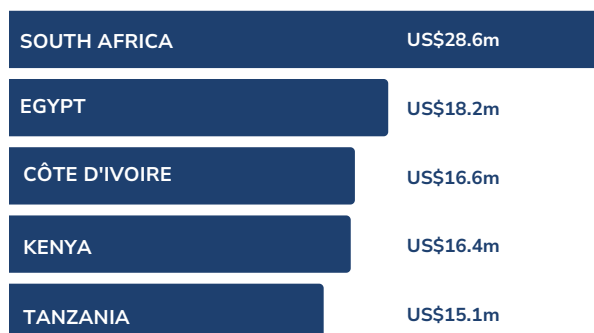 SOUTH AFRICA US$28.6m
EGYPT US$18.2m
CÔTE D'IVOIRE US$16.6m
KENYA US$16.4m
TANZANIA US$15.1m